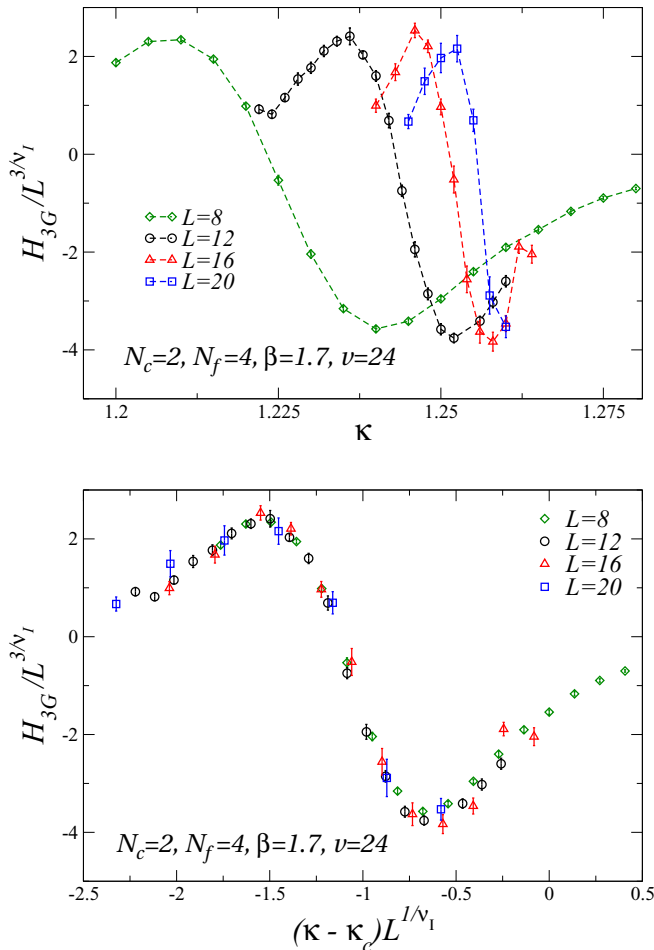 2
0
-2
-4
H_{3G}/L^{3/ν_I}
L=8
L=12
L=16
L=20
N_c=2, N_f=4, β=1.7, v=24
1.2 1.225 1.25 1.275
κ
2
0
-2
-4
H_{3G}/L^{3/ν_I}
L=8
L=12
L=16
L=20
N_c=2, N_f=4, β=1.7, v=24
-2.5 -2 -1.5 -1 -0.5 0 0.5
(κ - κ_c)L^{1/ν_I}